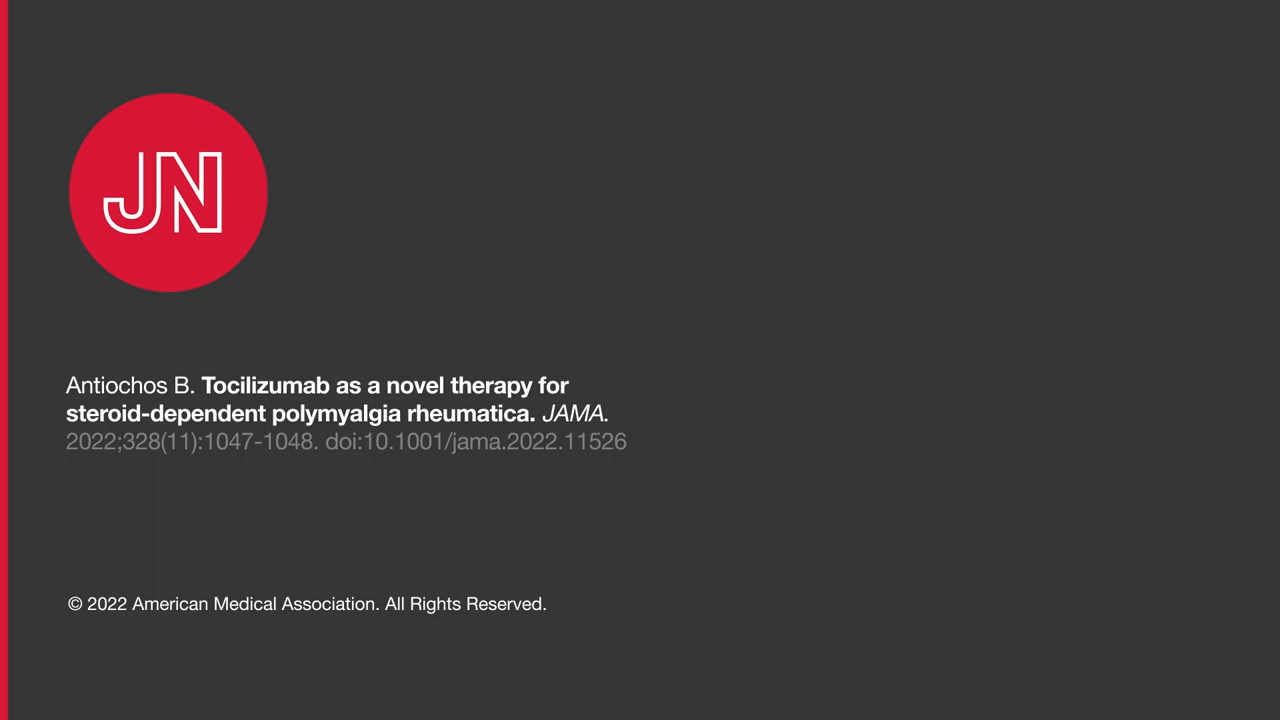 JN
Antiochos B. Tocilizumab as a novel therapy for
steroid-dependent polymyalgia rheumatica. JAMA.
2022;328(11):1047-1048. doi:10.1001/jama.2022.11526
© 2022 American Medical Association. All Rights Reserved.